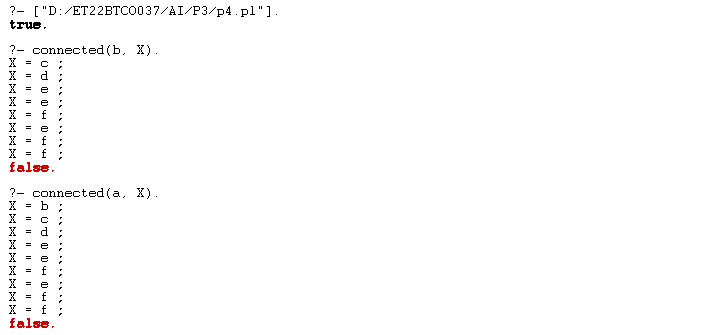 ?- ["D:/ET22BTCO037/AI/P3/p4.pl"].
true.
?- connected(b, X).
X = c ;
X = d ;
X = e ;
X = e ;
X = f ;
X = e ;
X = f ;
X = f ;
false.
?- connected(a, X).
X = b ;
X = c ;
X = d ;
X = e ;
X = e ;
X = f ;
X = e ;
X = f ;
X = f ;
false.